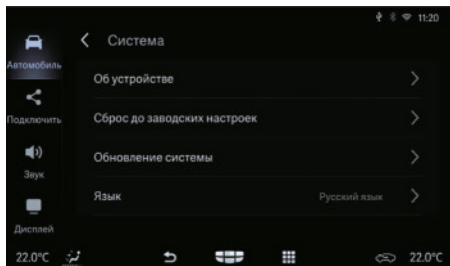 11:20
Система
Автомобиль
Об устройстве
Подключить
Сброс до заводских настроек
Звук
Обновление системы
Язык
Русский язык
Дисплей
22.0°C
22.0°C